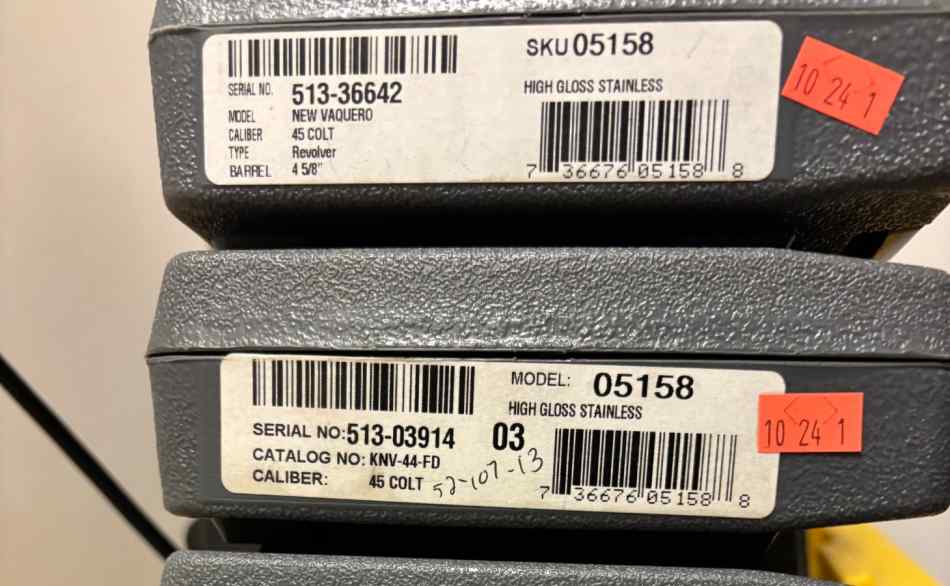 SERIAL NO. 513-36642
MODEL NEW VAQUERO
CALIBER 45 COLT
TYPE Revolver
BARREL 4 5/8"
SKU 05158
HIGH GLOSS STAINLESS
7 36676 05158 8
10 24 1
SERIAL NO: 513-03914 03
CATALOG NO: KNV-44-FD
CALIBER: 45 COLT
52-107-13
MODEL: 05158
HIGH GLOSS STAINLESS
7 36676 05158 8
10 24 1